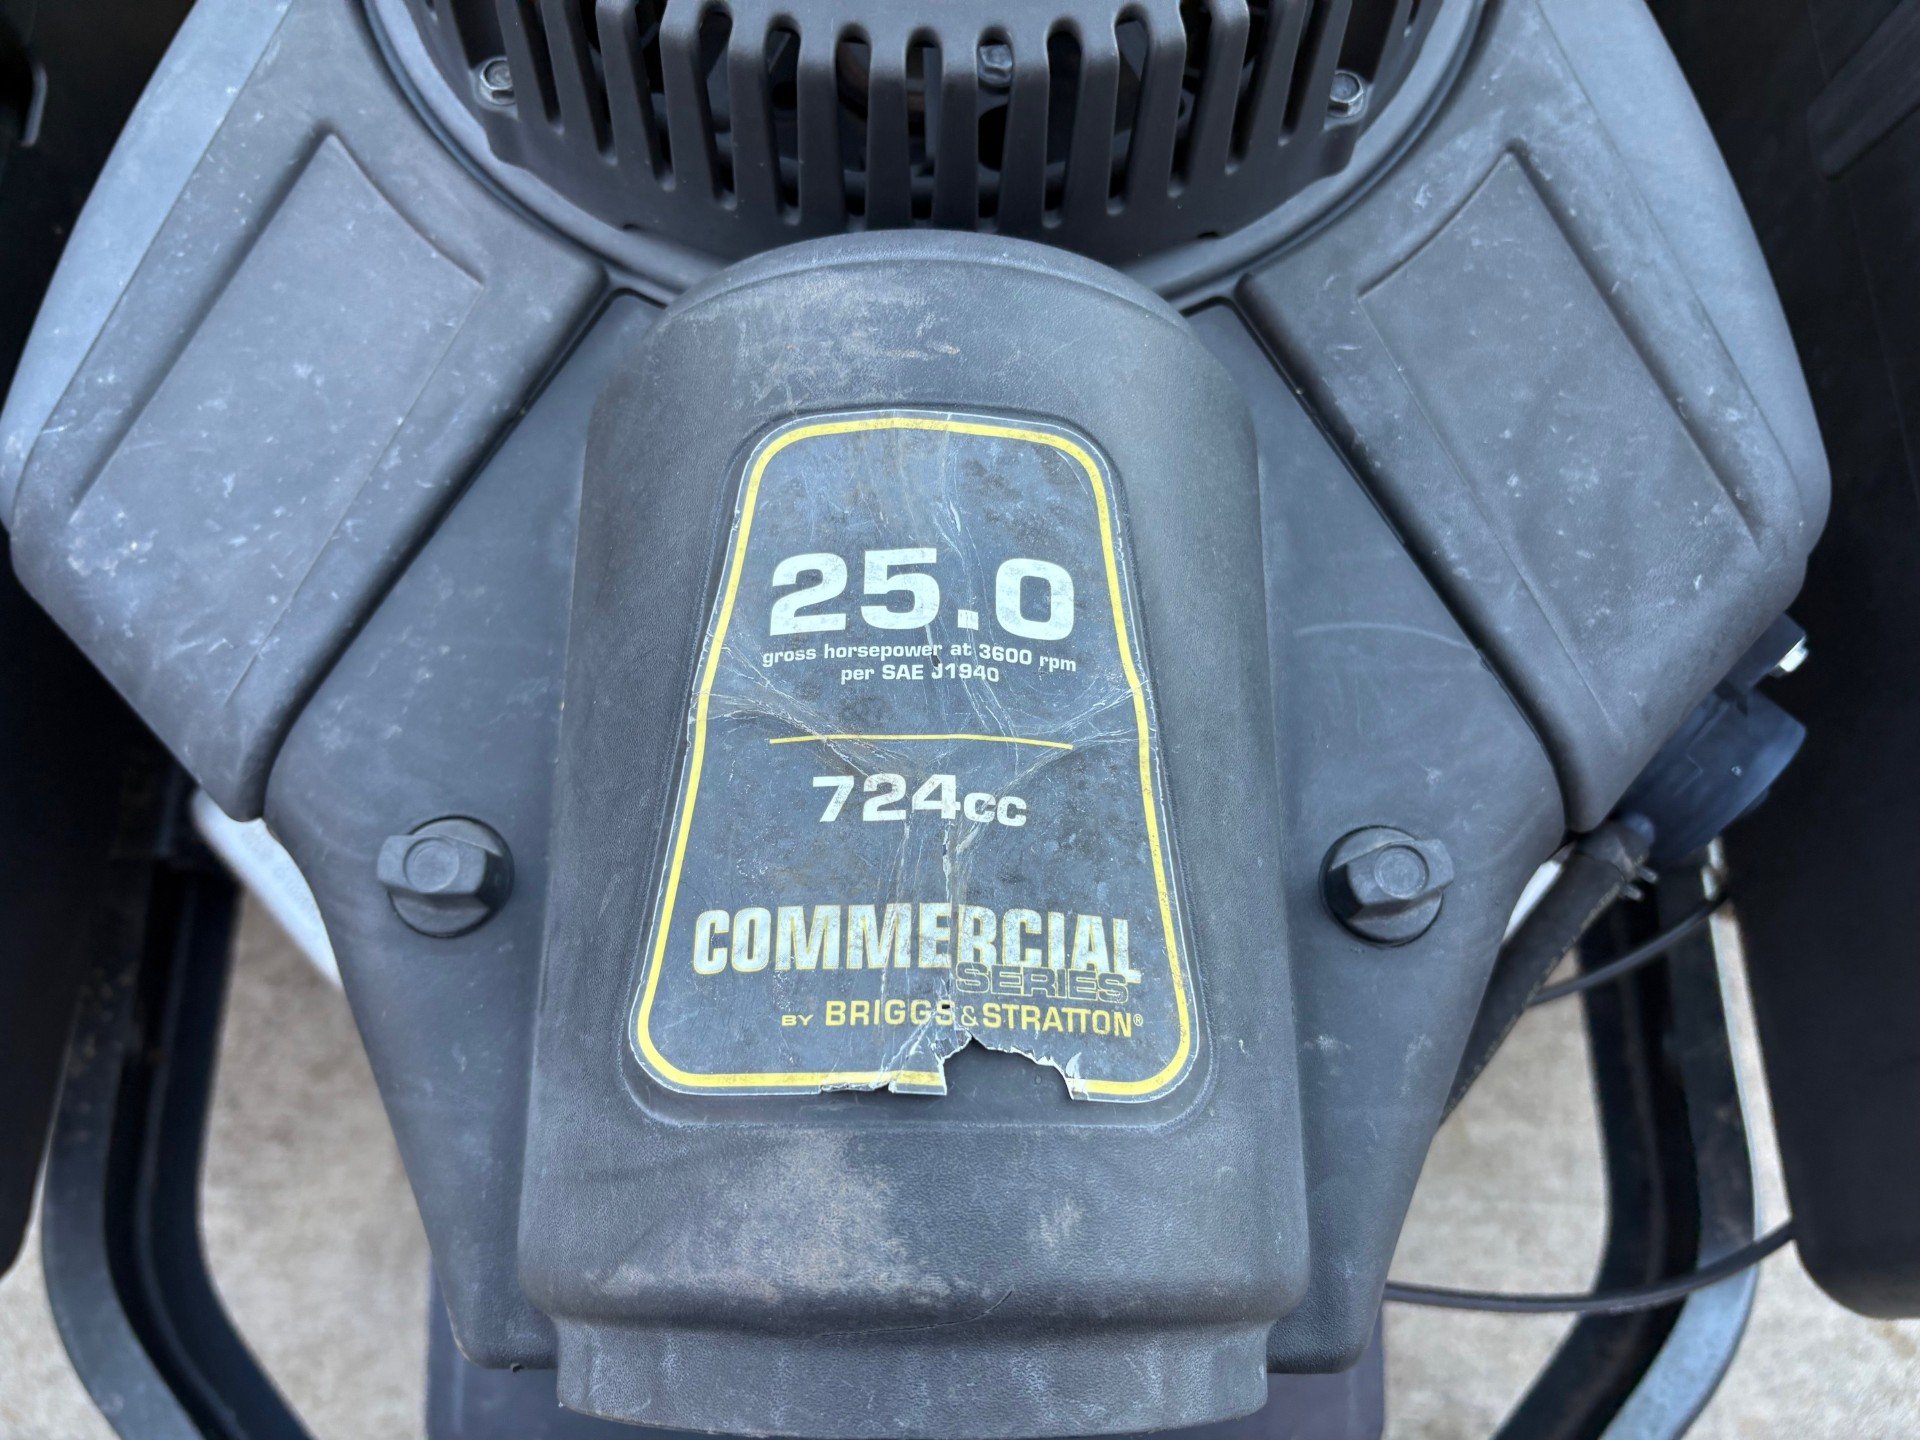 25.0
gross horsepower at 3600 rpm
per SAE J1940
724cc
COMMERCIAL
SERIES
BY BRIGGS&STRATTON®